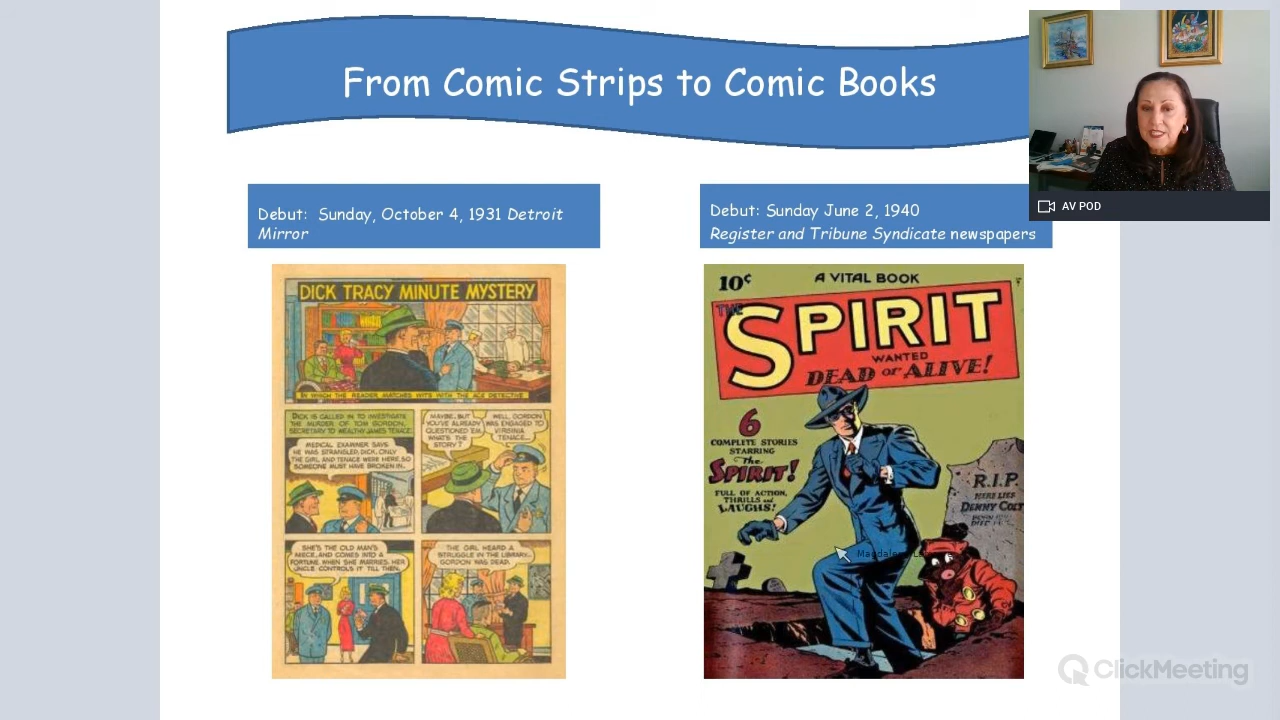 From Comic Strips to Comic Books
AV POD
Debut:  Sunday, October 4, 1931 Detroit
Mirror
Debut: Sunday June 2, 1940
Register and Tribune Syndicate newspapers
DICK TRACY MINUTE MYSTERY
IN WHICH THE READER MATCHES WITS WITH THE ACE DETECTIVE
DICK IS CALLED IN TO INVESTIGATE
THE MURDER OF TOM GORDON,
SECRETARY TO WEALTHY JAMES TENACE.
MEDICAL EXAMINER SAYS
HE WAS STRANGLED, DICK. ONLY
THE GIRL AND TENACE WERE HERE, SO
SOMEONE MUST HAVE BROKEN IN.
MAYBE, BUT
YOU'VE ALREADY
QUESTIONED 'EM.
WHAT'S THE
STORY?
WELL, GORDON
WAS ENGAGED TO
VIRGINIA
TENACE...
SHE'S THE OLD MAN'S
NIECE, AND COMES INTO A
FORTUNE WHEN SHE MARRIES. HER
UNCLE CONTROLS IT TILL THEN.
THE GIRL HEARD A
STRUGGLE IN THE LIBRARY...
GORDON WAS DEAD.
10¢
A VITAL BOOK
THE
SPIRIT
WANTED
DEAD or ALIVE!
6
COMPLETE STORIES
STARRING
The
SPIRIT!
FULL OF ACTION,
THRILLS and
LAUGHS!
R.I.P.
HERE LIES
DENNY COLT
ClickMeeting